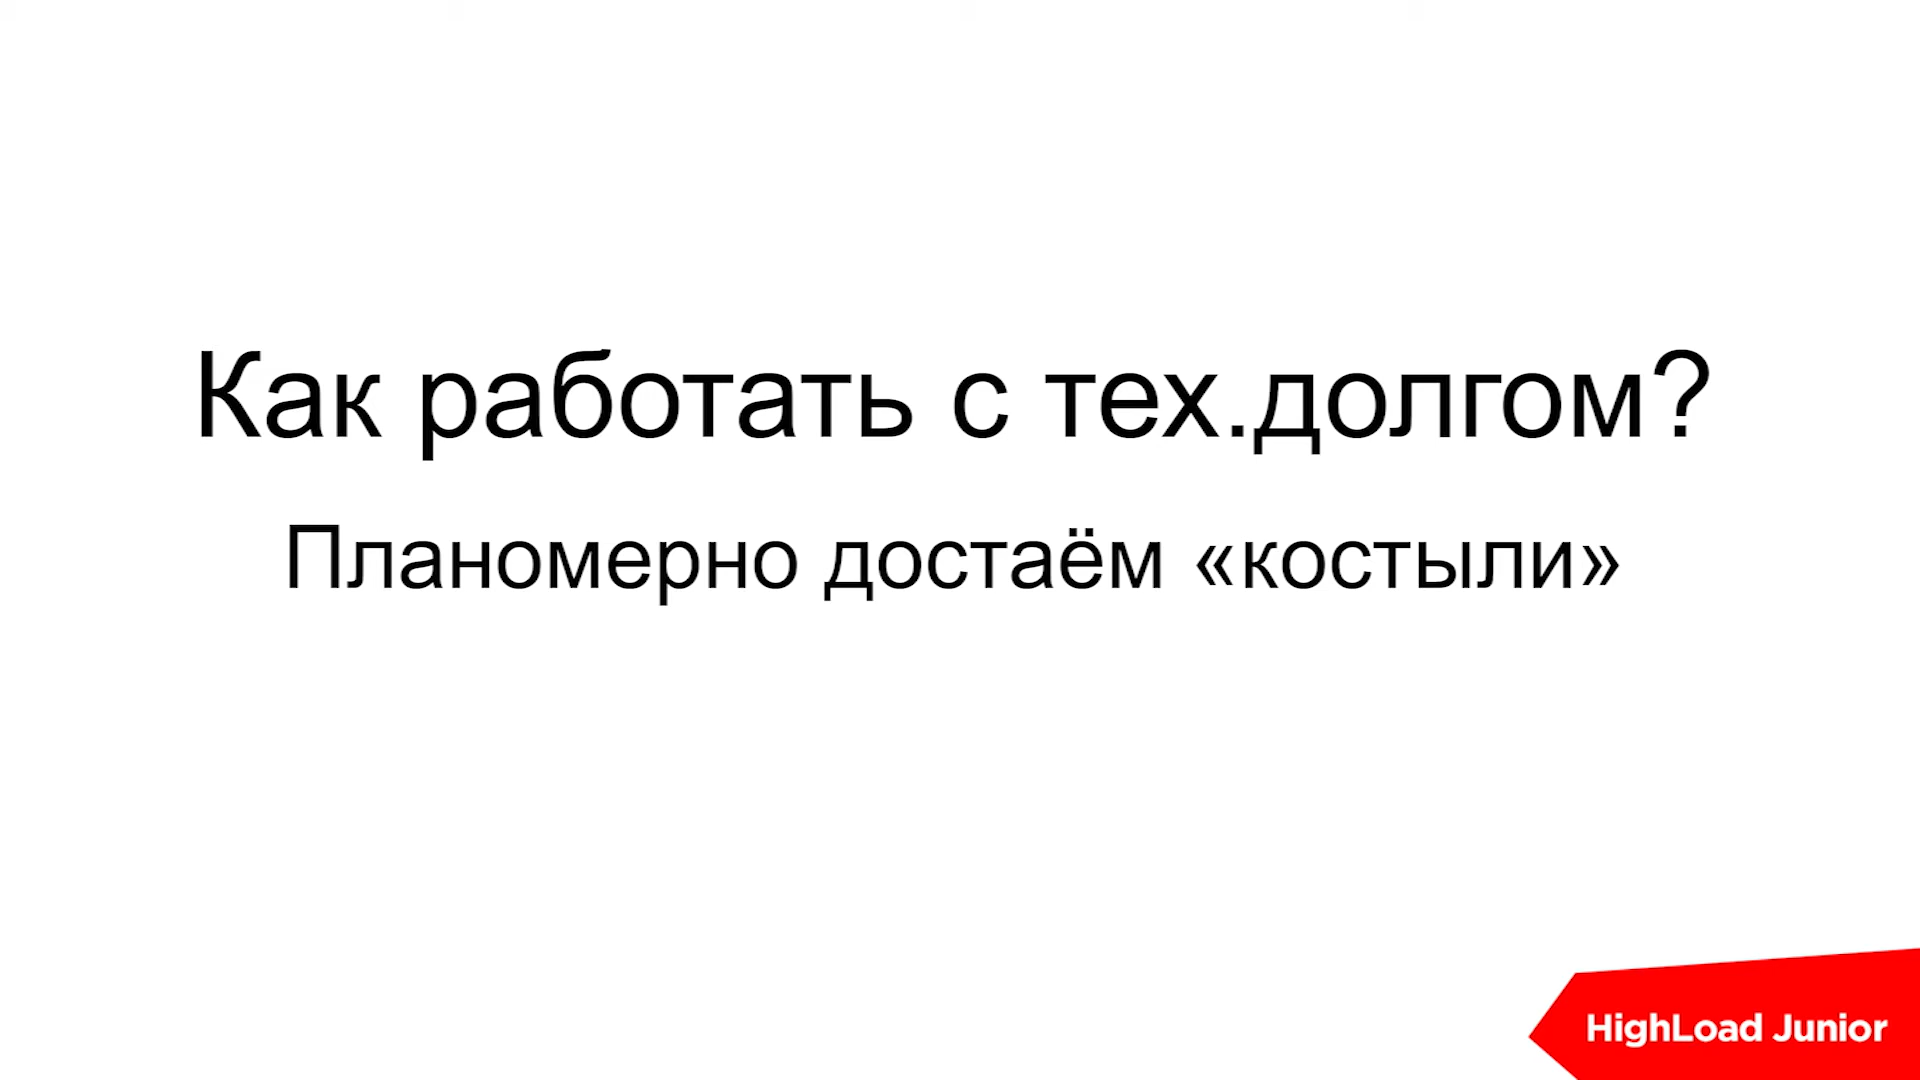 Как работать с тех.долгом?
Планомерно достаём «костыли»
HighLoad Junior